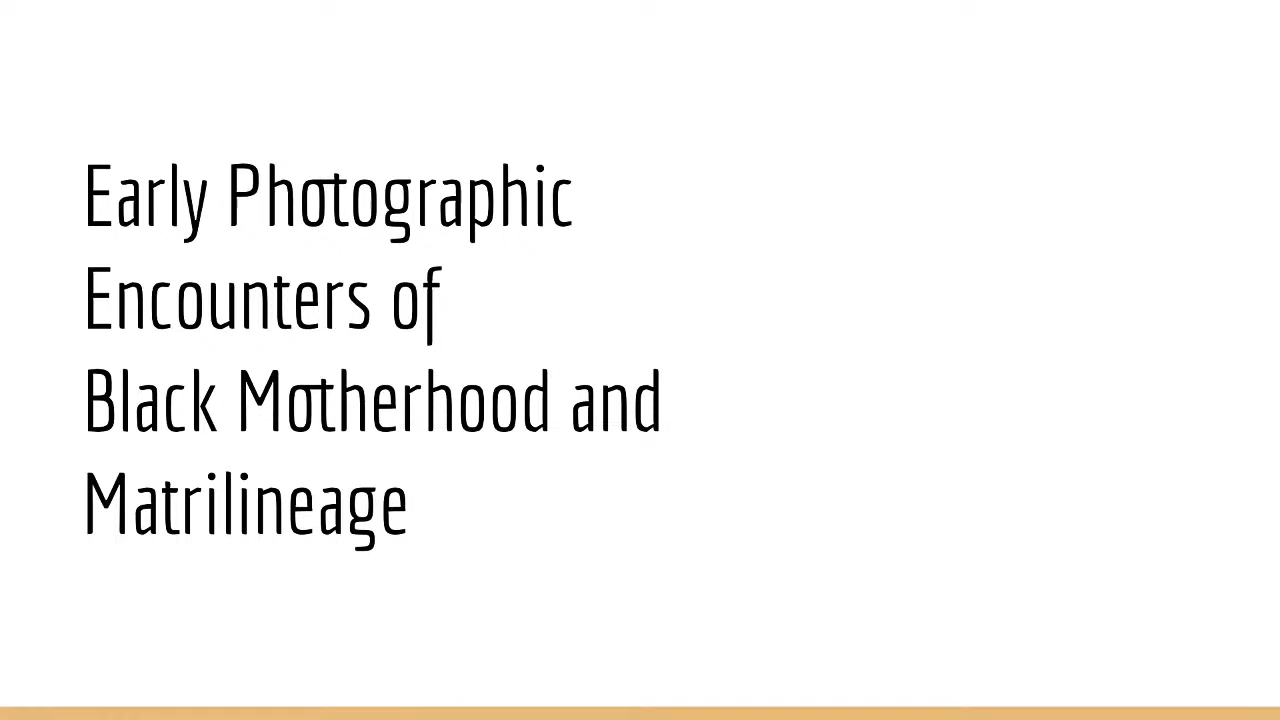 Early Photographic
Encounters of
Black Motherhood and
Matrilineage